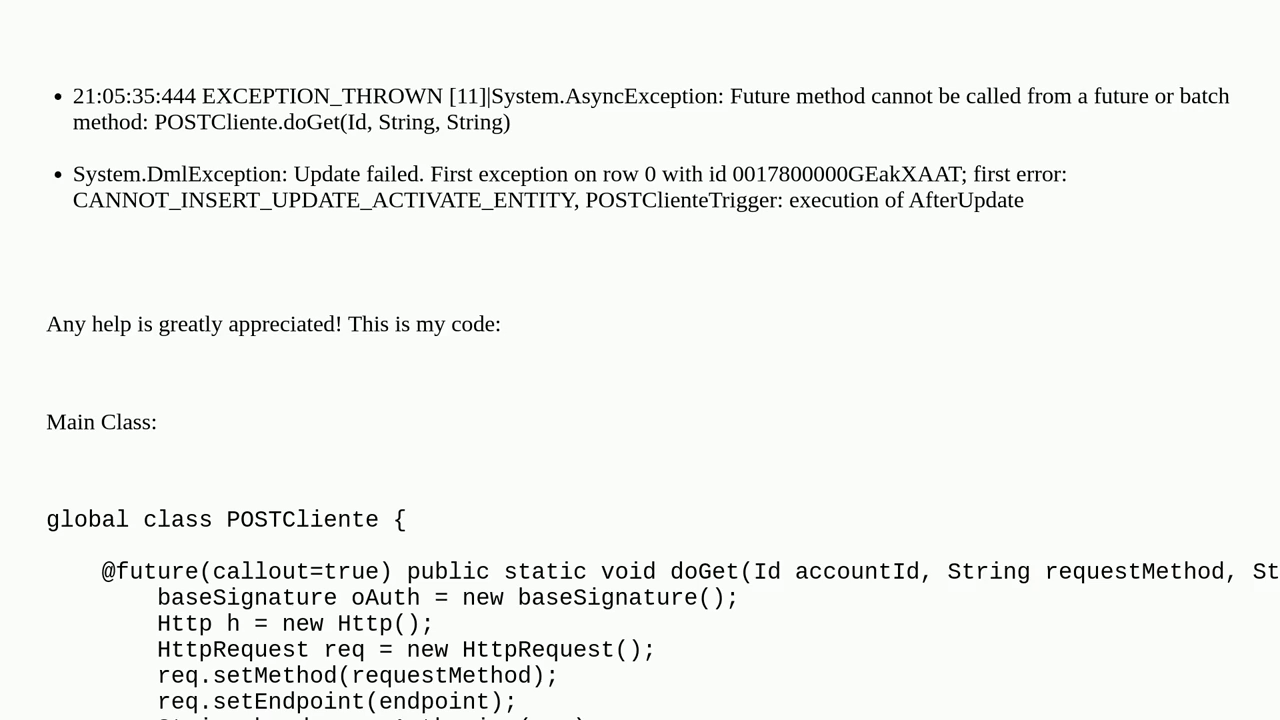 21:05:35:444 EXCEPTION_THROWN [11]|System.AsyncException: Future method cannot be called from a future or batch
method: POSTCliente.doGet(Id, String, String)
System.DmlException: Update failed. First exception on row 0 with id 0017800000GEakXAAT; first error:
CANNOT_INSERT_UPDATE_ACTIVATE_ENTITY, POSTClienteTrigger: execution of AfterUpdate
Any help is greatly appreciated! This is my code:
Main Class:
global class POSTCliente {
@future(callout=true) public static void doGet(Id accountId, String requestMethod, St
baseSignature oAuth = new baseSignature();
Http h = new Http();
HttpRequest req = new HttpRequest();
req.setMethod(requestMethod);
req.setEndpoint(endpoint);